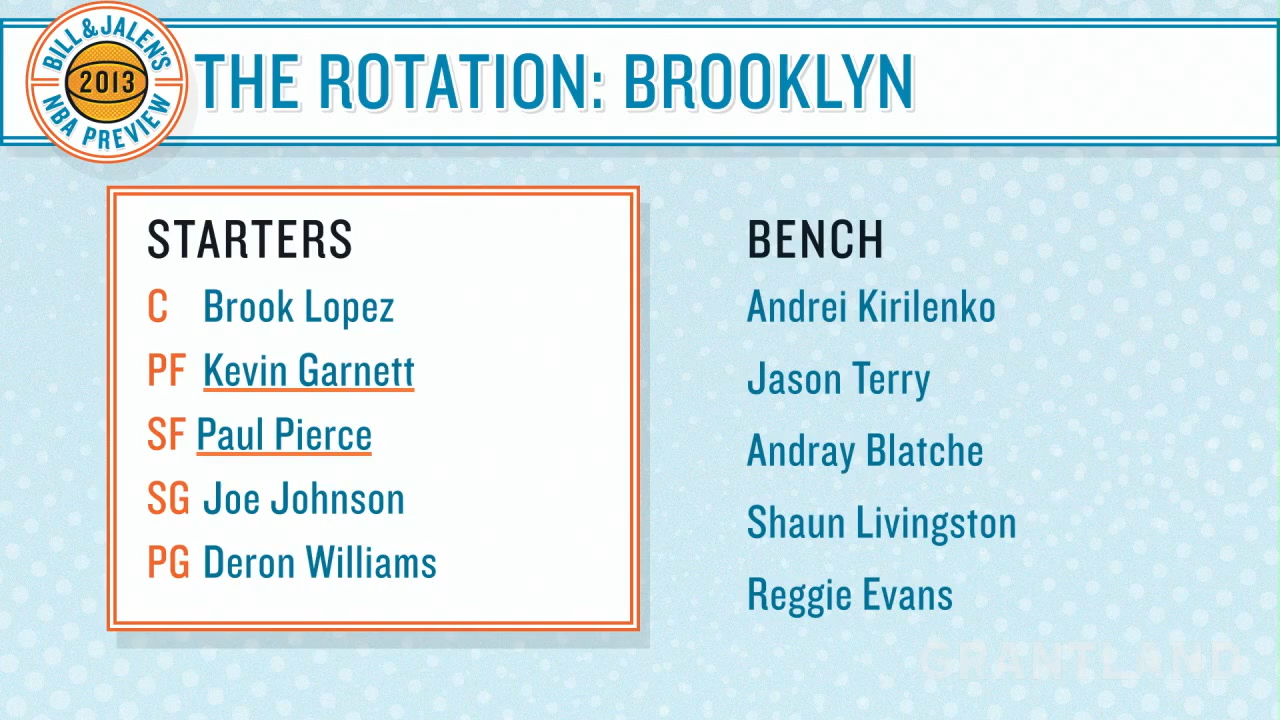 BILL & JALEN'S
2013
NBA PREVIEW
THE ROTATION: BROOKLYN
STARTERS
C Brook Lopez
PF Kevin Garnett
SF Paul Pierce
SG Joe Johnson
PG Deron Williams
BENCH
Andrei Kirilenko
Jason Terry
Andray Blatche
Shaun Livingston
Reggie Evans
GRANTLAND